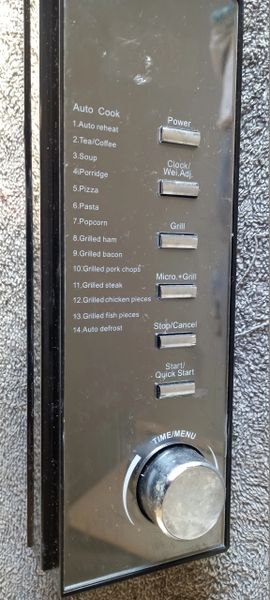 Auto Cook
1.Auto reheat
2.Tea/Coffee
3.Soup
4.Porridge
5.Pizza
6.Pasta
7.Popcorn
8.Grilled ham
9.Grilled bacon
10.Grilled pork chops
11.Grilled steak
12.Grilled chicken pieces
13.Grilled fish pieces
14.Auto defrost
Power
Clock/
Wei.Adj.
Grill
Micro.+Grill
Stop/Cancel
Start/
Quick Start
TIME/MENU